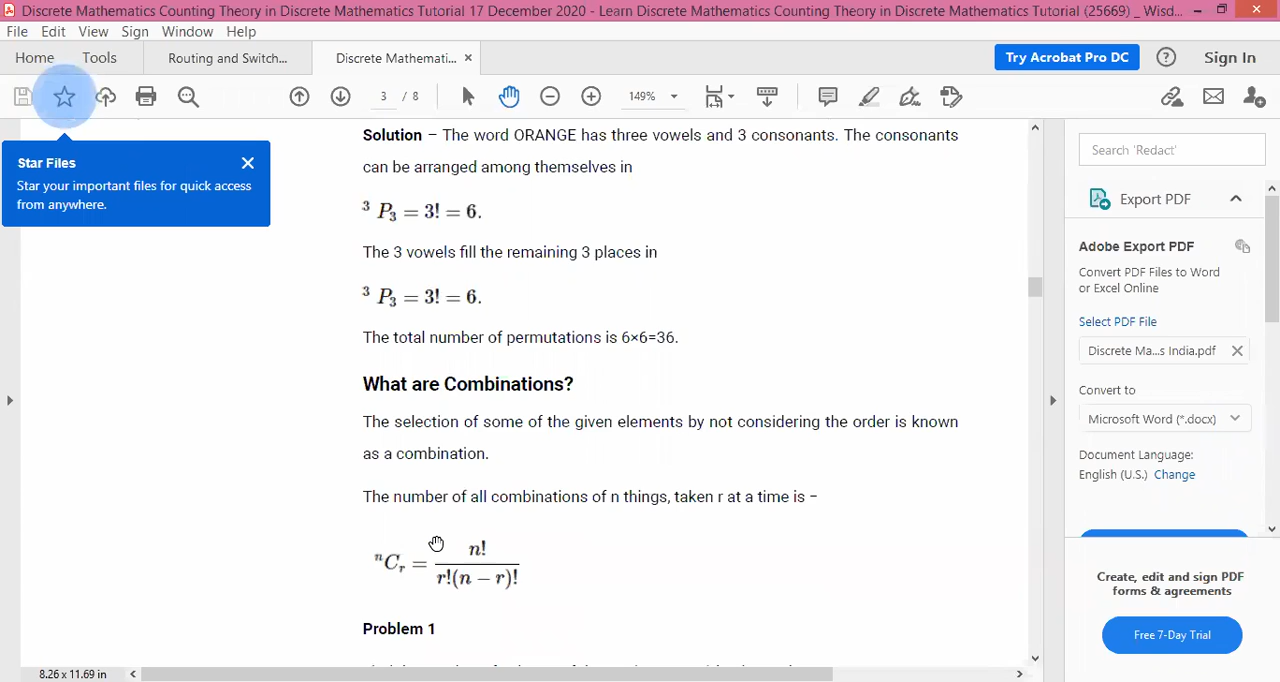 Discrete Mathematics Counting Theory in Discrete Mathematics Tutorial 17 December 2020 - Learn Discrete Mathematics Counting Theory in Discrete Mathematics Tutorial (25669) _ Wisd...
File Edit View Sign Window Help
Home Tools Routing and Switch... Discrete Mathemati... × Try Acrobat Pro DC ? Sign In
3 / 8 149%
Star Files
Star your important files for quick access
from anywhere.
Solution – The word ORANGE has three vowels and 3 consonants. The consonants
can be arranged among themselves in
³ P₃ = 3! = 6.
The 3 vowels fill the remaining 3 places in
³ P₃ = 3! = 6.
The total number of permutations is 6×6=36.
What are Combinations?
The selection of some of the given elements by not considering the order is known
as a combination.
The number of all combinations of n things, taken r at a time is −
ⁿCᵣ = n! / r!(n − r)!
Problem 1
Search 'Redact'
Export PDF
Adobe Export PDF
Convert PDF Files to Word
or Excel Online
Select PDF File
Discrete Ma...s India.pdf
Convert to
Microsoft Word (*.docx)
Document Language:
English (U.S.) Change
Create, edit and sign PDF
forms & agreements
Free 7-Day Trial
8.26 x 11.69 in